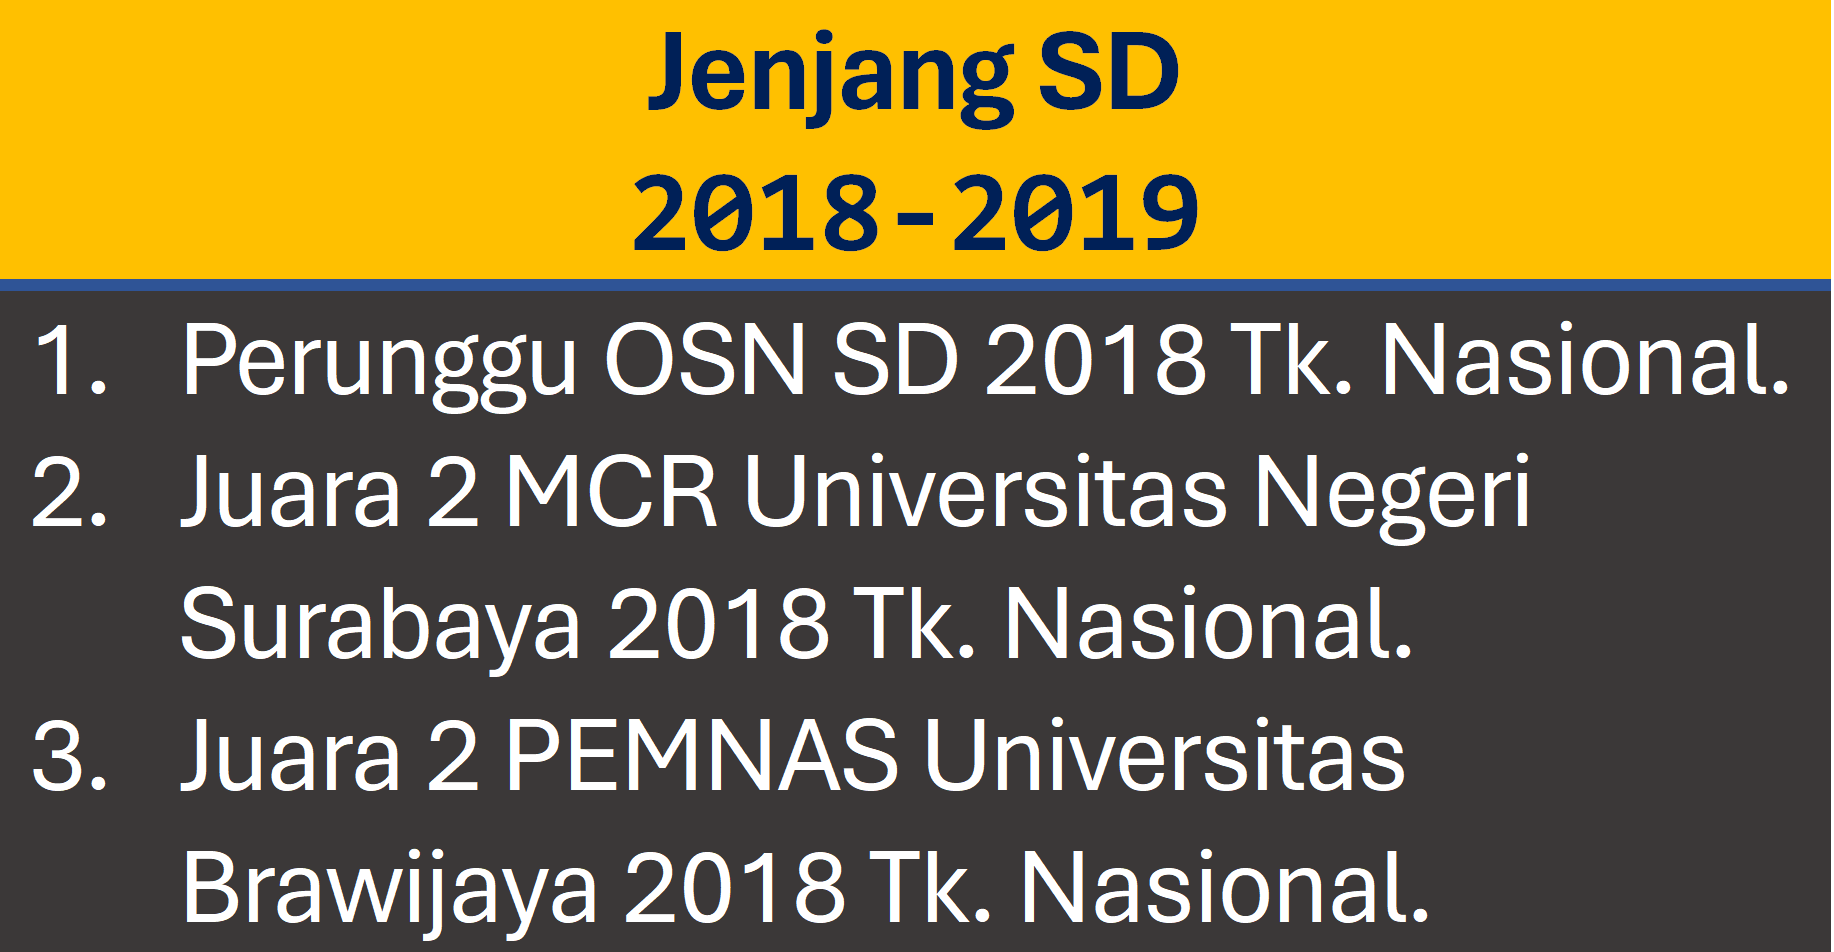 Jenjang SD
2018-2019
1. Perunggu OSN SD 2018 Tk. Nasional.
2. Juara 2 MCR Universitas Negeri
Surabaya 2018 Tk. Nasional.
3. Juara 2 PEMNAS Universitas
Brawijaya 2018 Tk. Nasional.